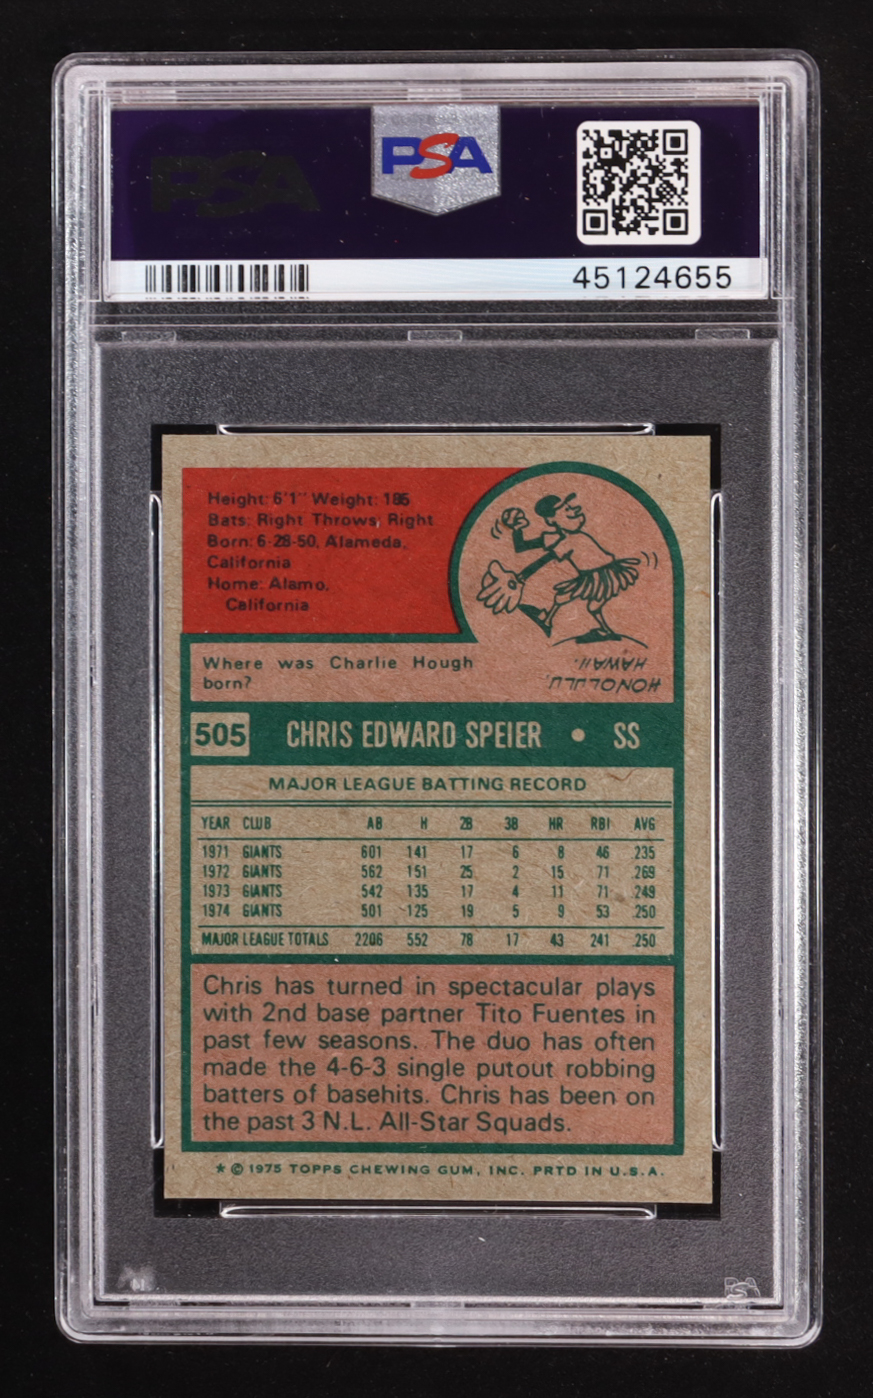 PSA
PSA
45124655
Height: 6'1" Weight: 185
Bats: Right Throws: Right
Born: 6-28-50, Alameda,
California
Home: Alamo,
California
Where was Charlie Hough
born?
HONOLULU,
HAWAII.
505 CHRIS EDWARD SPEIER • SS
MAJOR LEAGUE BATTING RECORD
YEAR CLUB AB H 2B 3B HR RBI AVG
1971 GIANTS 601 141 17 6 8 46 .235
1972 GIANTS 562 151 25 2 15 71 .269
1973 GIANTS 542 135 17 4 11 71 .249
1974 GIANTS 501 125 19 5 9 53 .250
MAJOR LEAGUE TOTALS 2206 552 78 17 43 241 .250
Chris has turned in spectacular plays
with 2nd base partner Tito Fuentes in
past few seasons. The duo has often
made the 4-6-3 single putout robbing
batters of basehits. Chris has been on
the past 3 N.L. All-Star Squads.
* © 1975 TOPPS CHEWING GUM, INC. PRTD IN U.S.A.
PSA